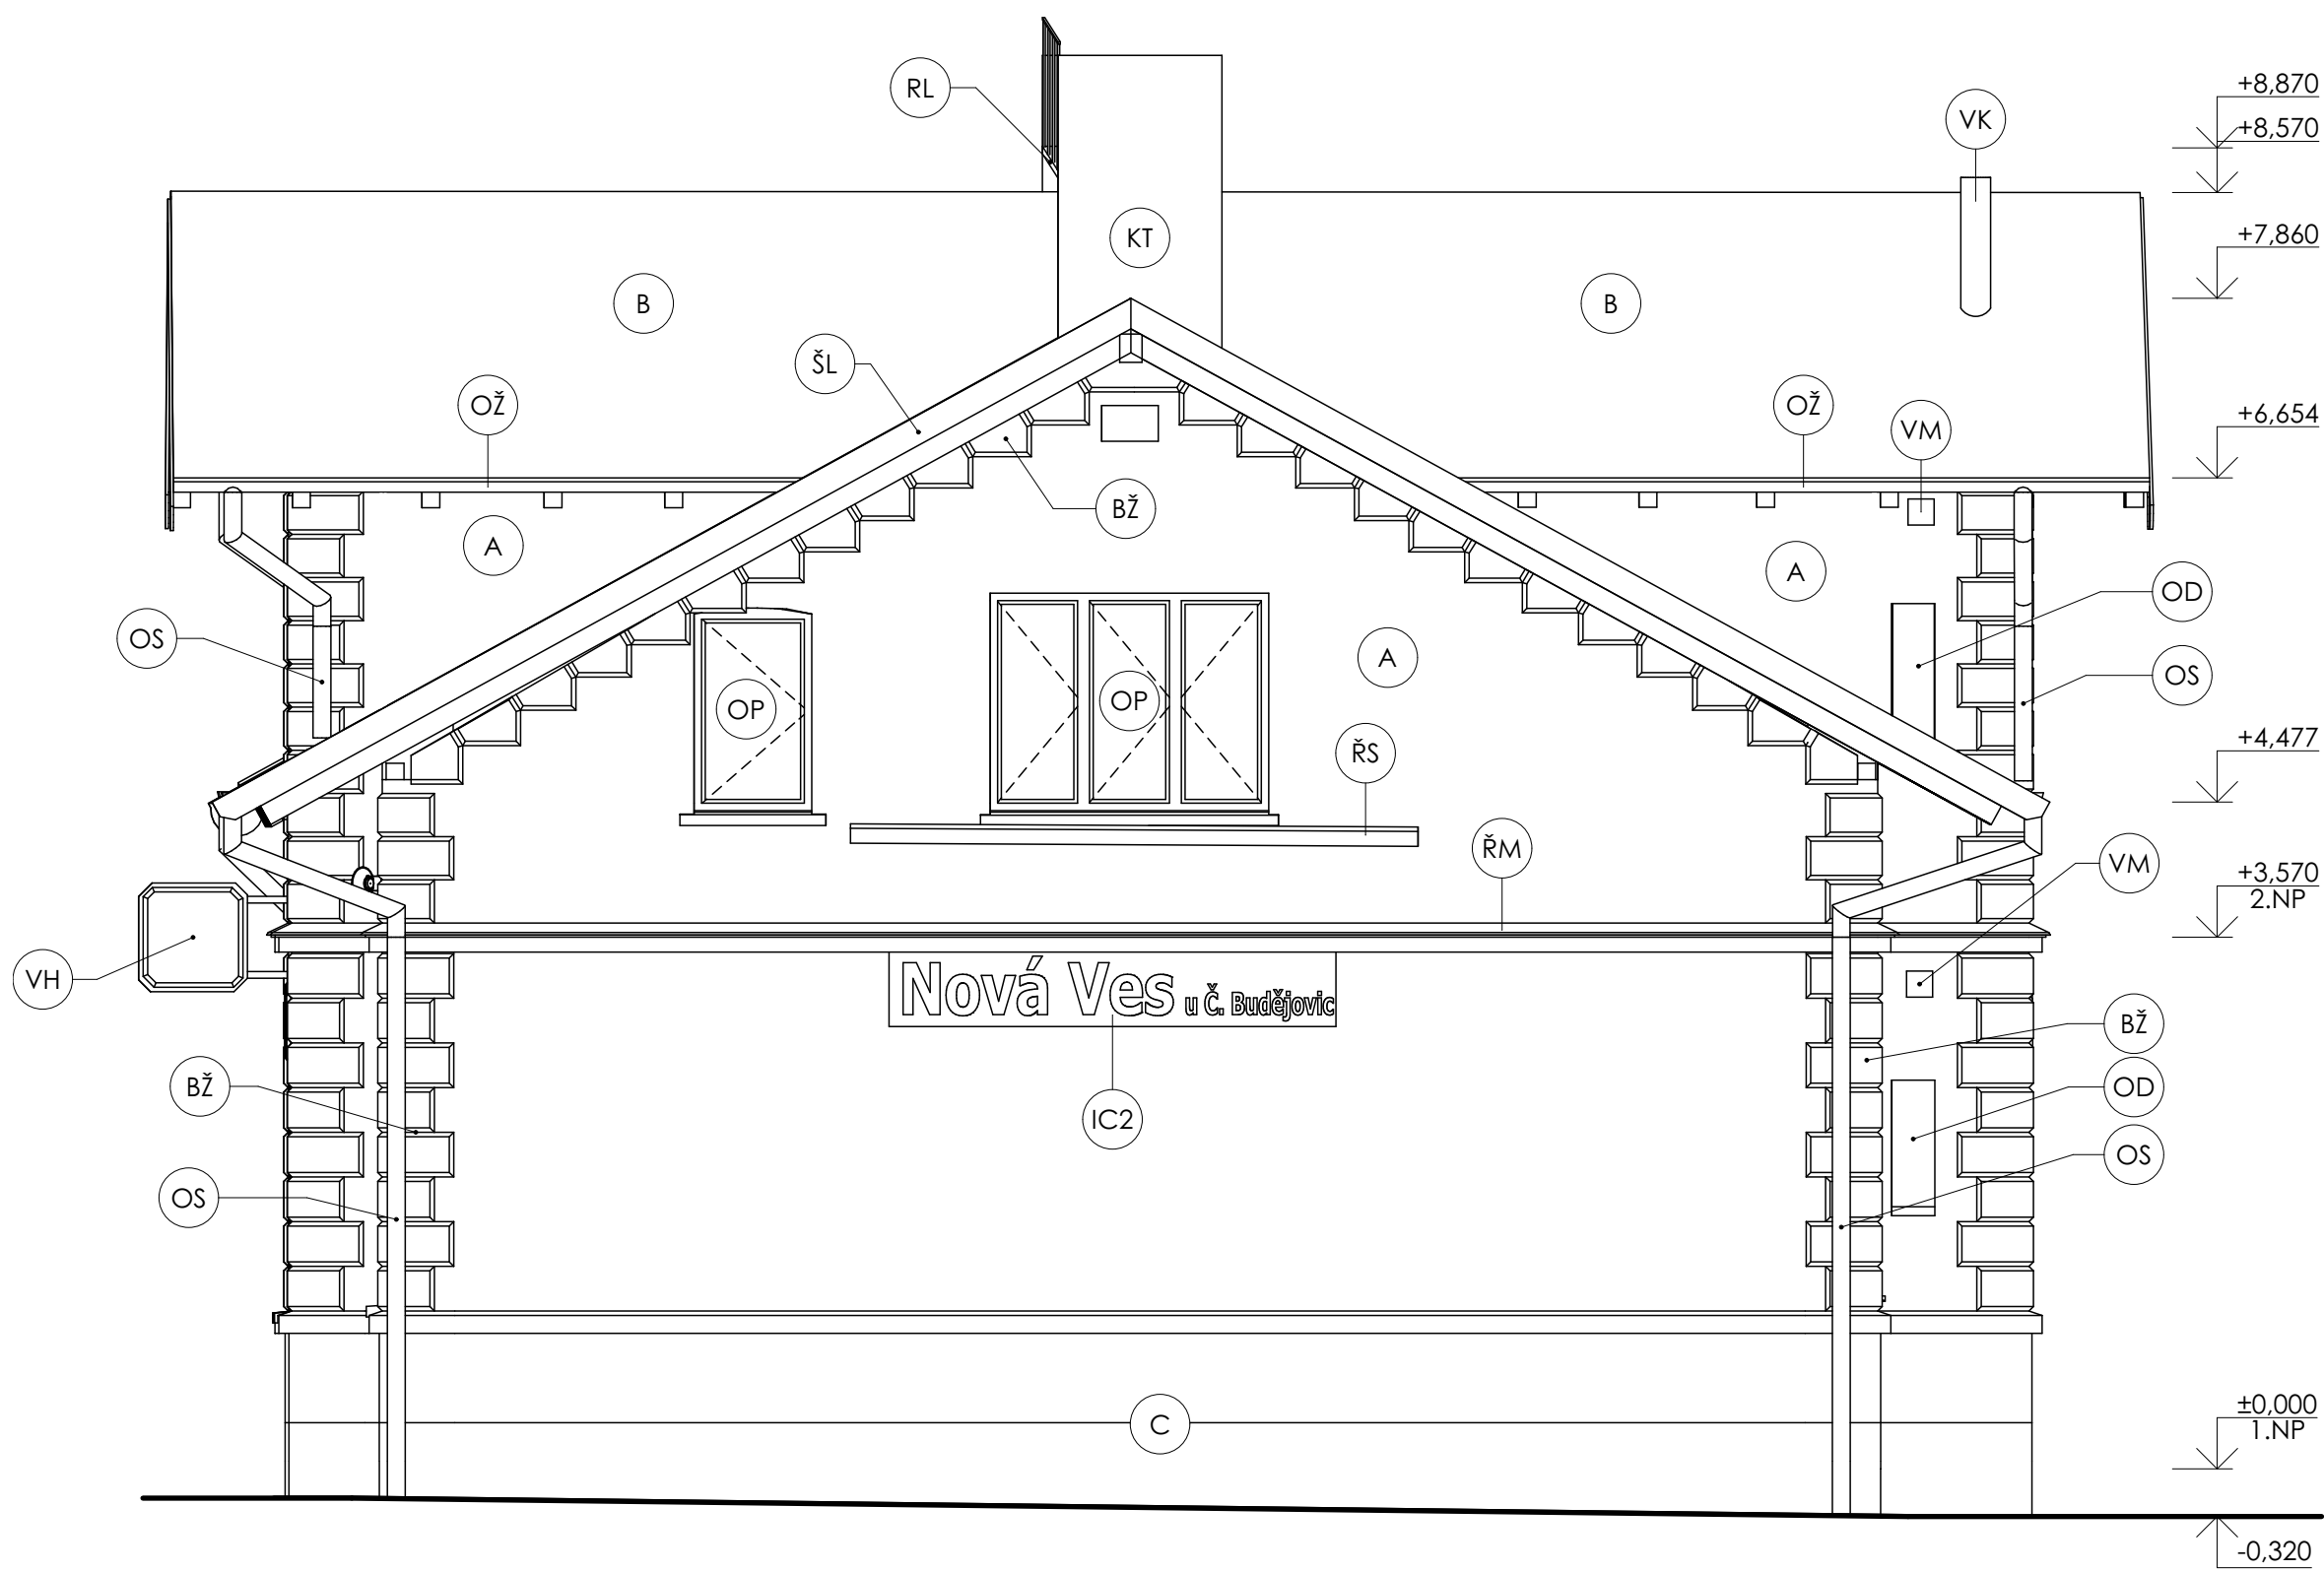 +8,870
RL
VK
+8,570
KT
+7,860
B
B
ŠL
OŽ
OŽ
VM
+6,654
BŽ
A
A
OD
OS
A
OS
OP
OP
ŘS
+4,477
ŘM
VM
+3,570
2.NP
VH
Nová Ves u Č. Budějovic
BŽ
BŽ
OD
IC2
OS
OS
±0,000
1.NP
C
-0,320